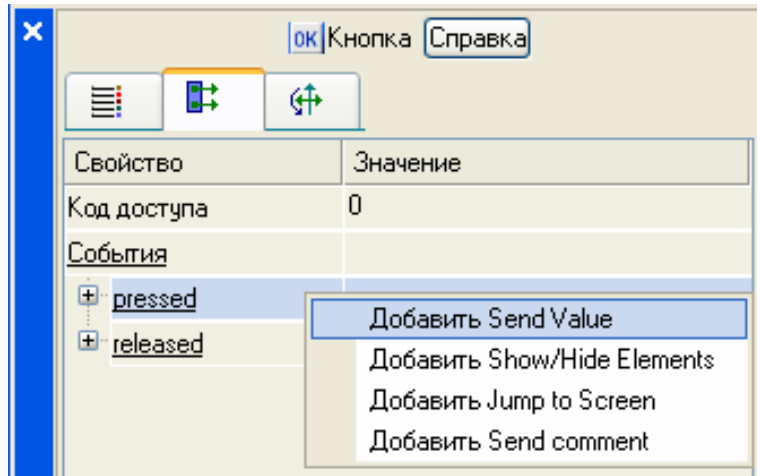 OK Кнопка Справка
Свойство Значение
Код доступа 0
События
pressed
Добавить Send Value
released
Добавить Show/Hide Elements
Добавить Jump to Screen
Добавить Send comment